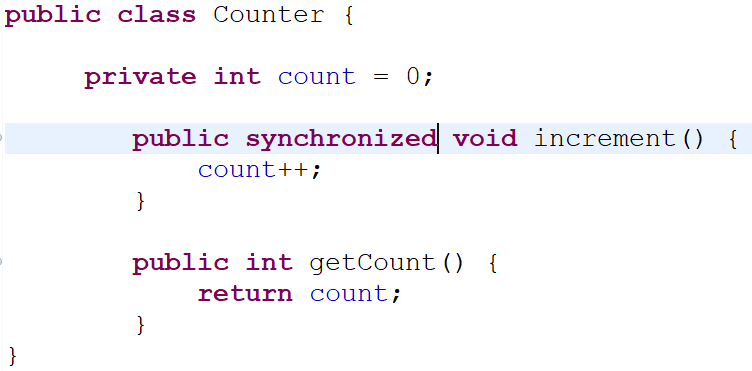 public class Counter {
private int count = 0;
public synchronized void increment() {
count++;
}
public int getCount() {
return count;
}
}